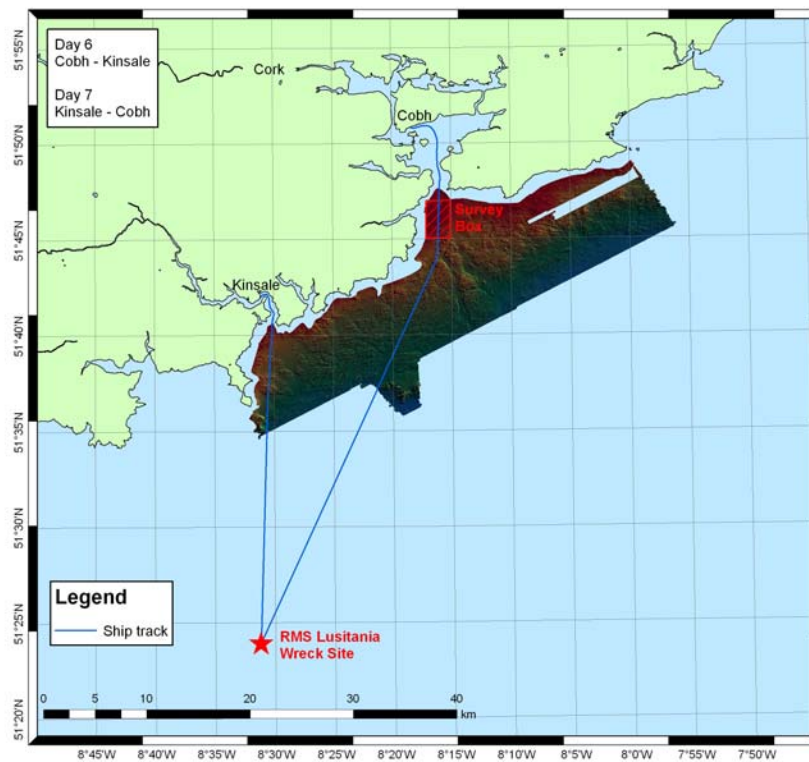 Day 6
Cobh - Kinsale
Day 7
Kinsale - Cobh
Cork
Cobh
Survey
Box
Kinsale
Legend
Ship track
RMS Lusitania
Wreck Site
0 5 10 20 30 40
km
51°55'N
51°50'N
51°45'N
51°40'N
51°35'N
51°30'N
51°25'N
51°20'N
8°45'W 8°40'W 8°35'W 8°30'W 8°25'W 8°20'W 8°15'W 8°10'W 8°5'W 8°0'W 7°55'W 7°50'W